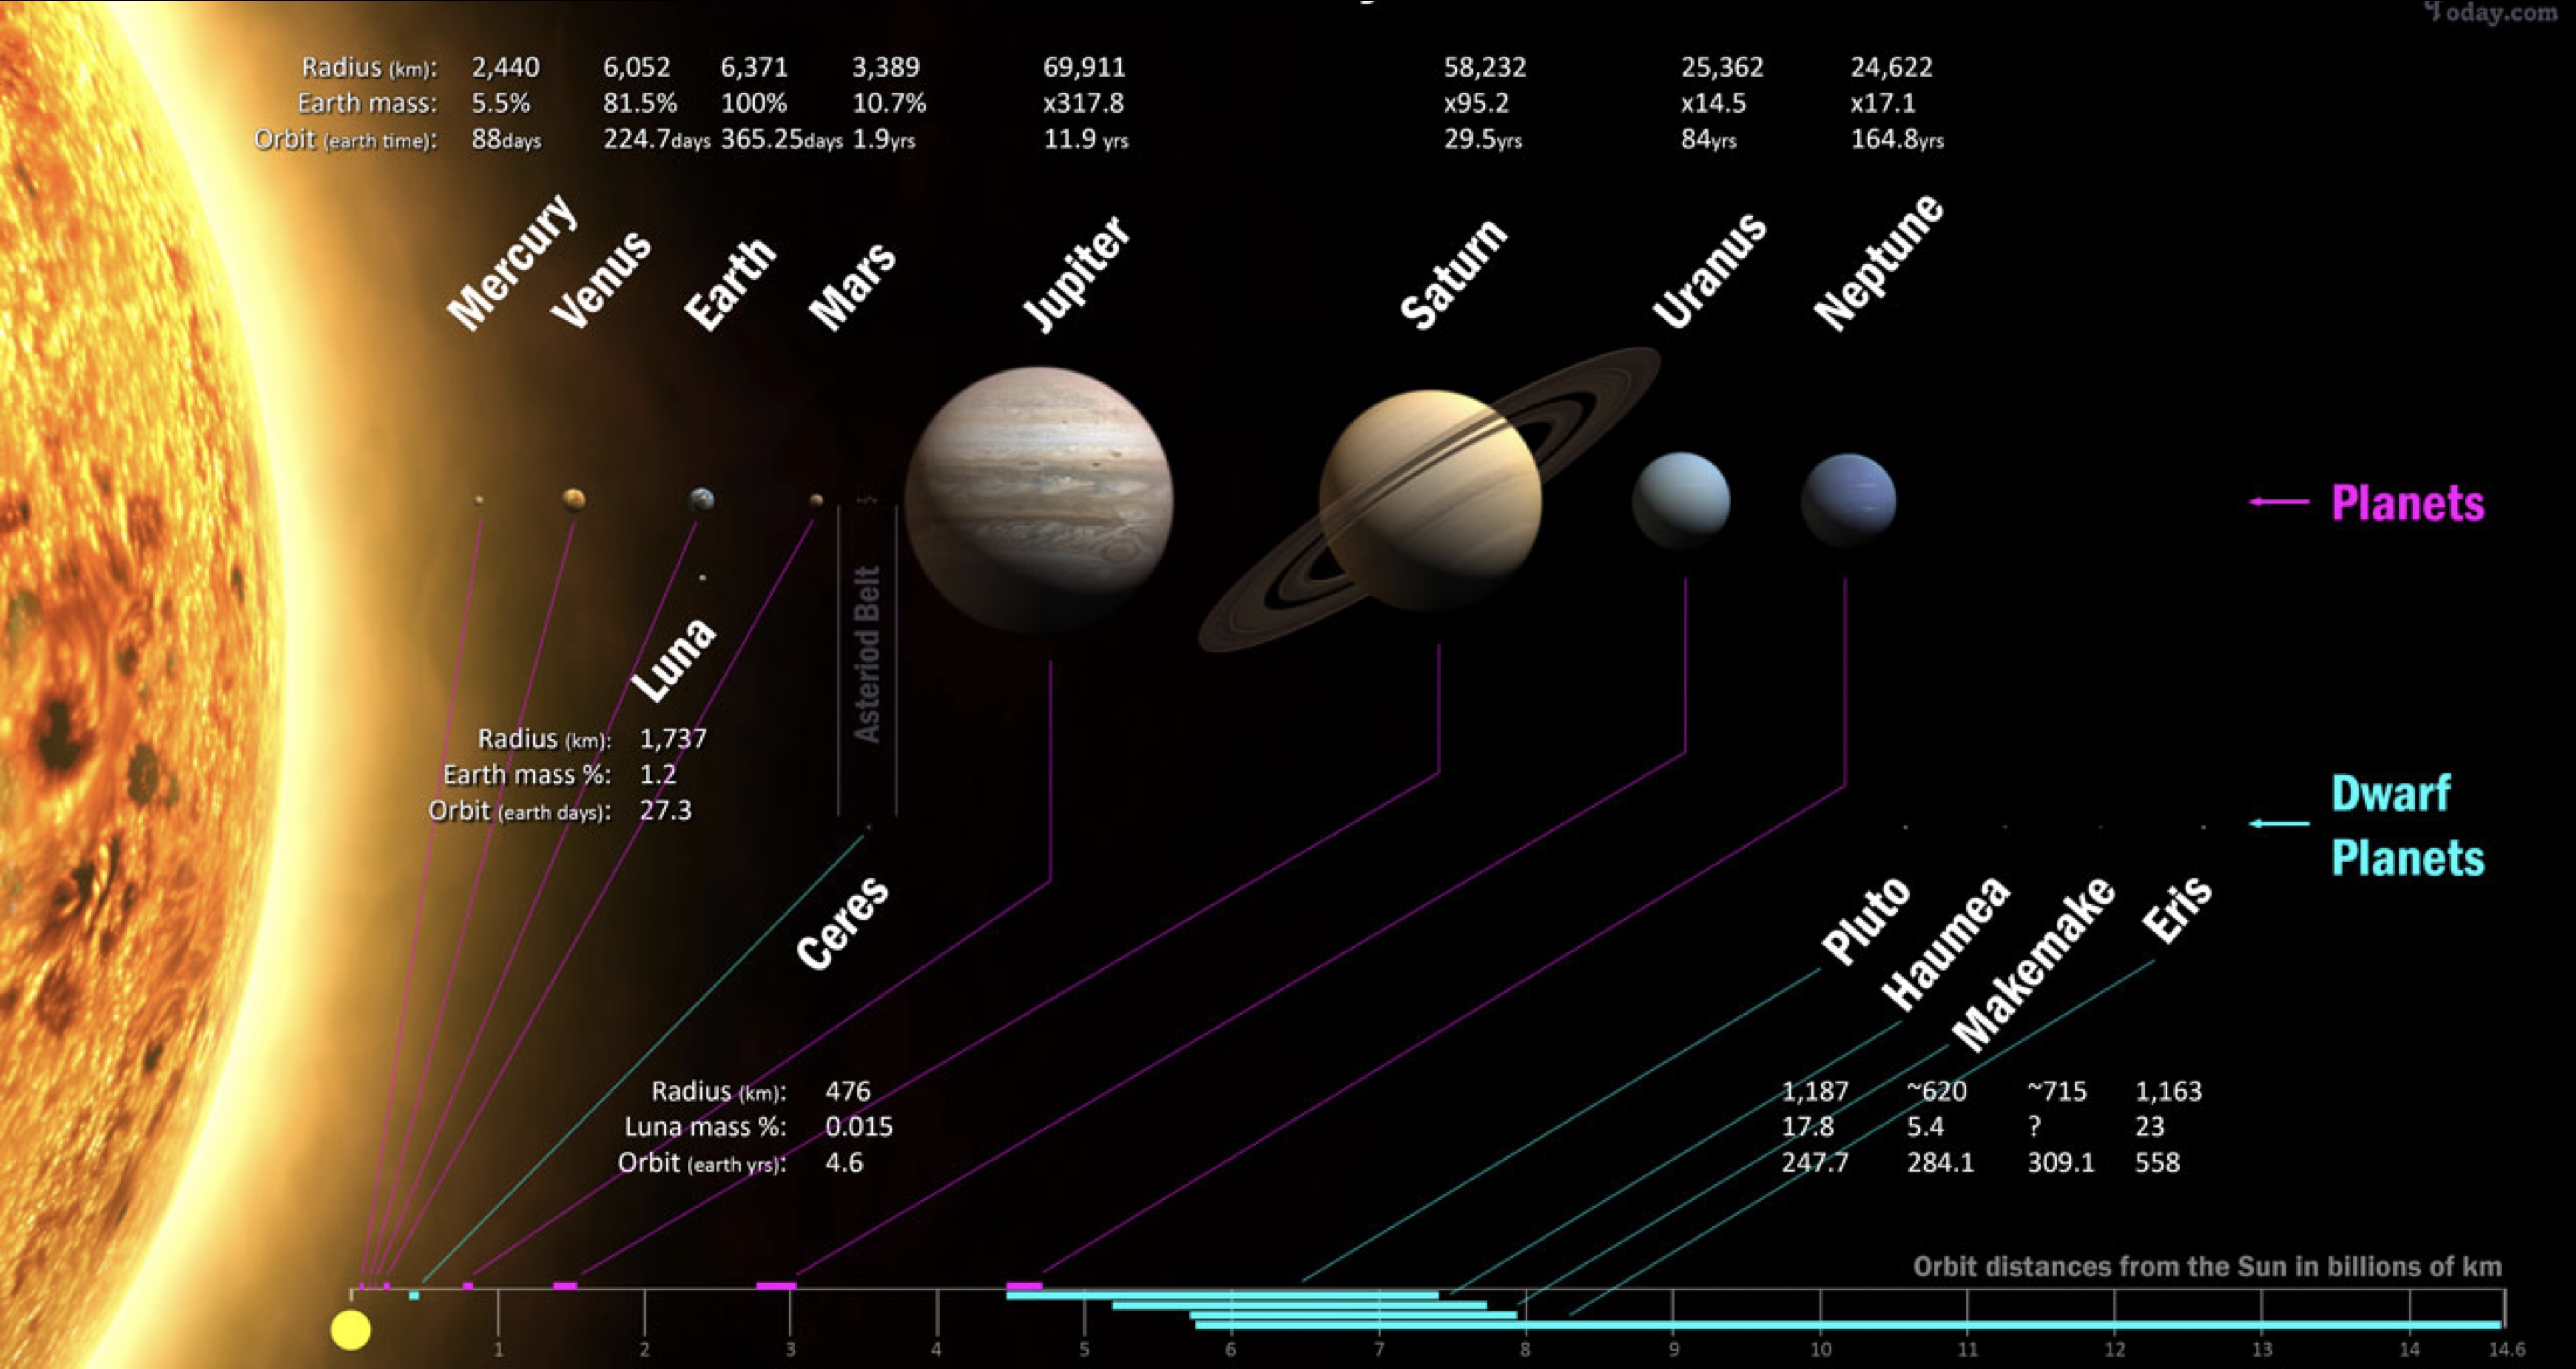 Today.com
Radius (km): 2,440 6,052 6,371 3,389 69,911 58,232 25,362 24,622
Earth mass: 5.5% 81.5% 100% 10.7% x317.8 x95.2 x14.5 x17.1
Orbit (earth time): 88days 224.7days 365.25days 1.9yrs 11.9 yrs 29.5yrs 84yrs 164.8yrs
Mercury
Venus
Earth
Mars
Jupiter
Saturn
Uranus
Neptune
Planets
Luna
Radius (km): 1,737
Earth mass %: 1.2
Orbit (earth days): 27.3
Asteriod Belt
Dwarf
Planets
Ceres
Pluto
Haumea
Makemake
Eris
Radius (km): 476 1,187 ~620 ~715 1,163
Luna mass %: 0.015 17.8 5.4 ? 23
Orbit (earth yrs): 4.6 247.7 284.1 309.1 558
Orbit distances from the Sun in billions of km
1 2 3 4 5 6 7 8 9 10 11 12 13 14 14.6